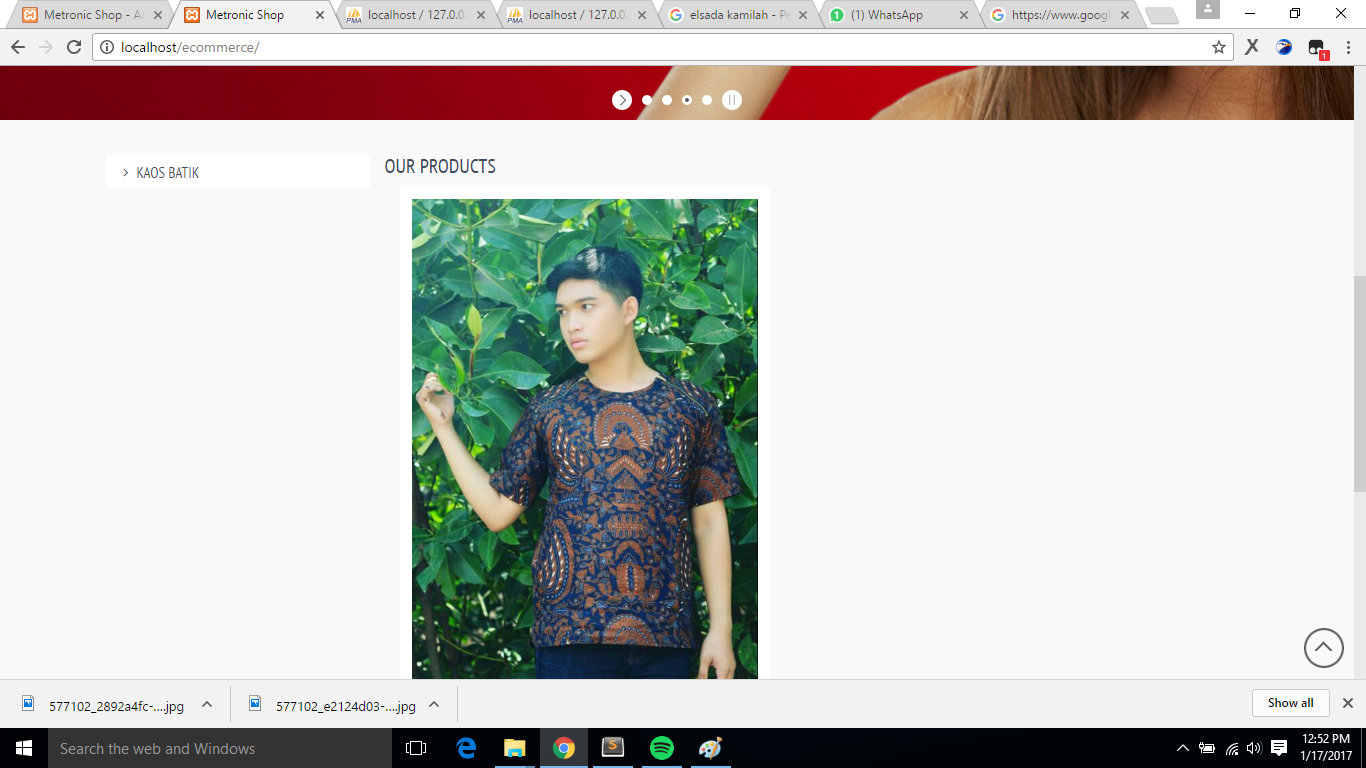 Metronic Shop - A
Metronic Shop
localhost / 127.0.0.
localhost / 127.0.0.
elsada kamilah - Pe
(1) WhatsApp
https://www.googl
localhost/ecommerce/
1
KAOS BATIK
OUR PRODUCTS
577102_2892a4fc-....jpg
577102_e2124d03-....jpg
Show all
Search the web and Windows
12:52 PM
1/17/2017